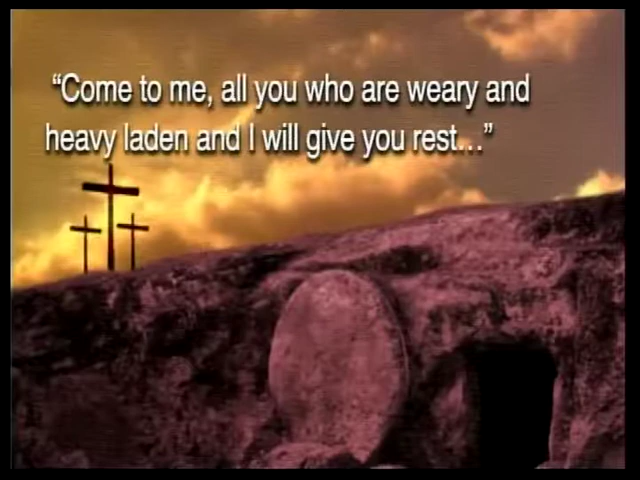 “Come to me, all you who are weary and
heavy laden and I will give you rest...”